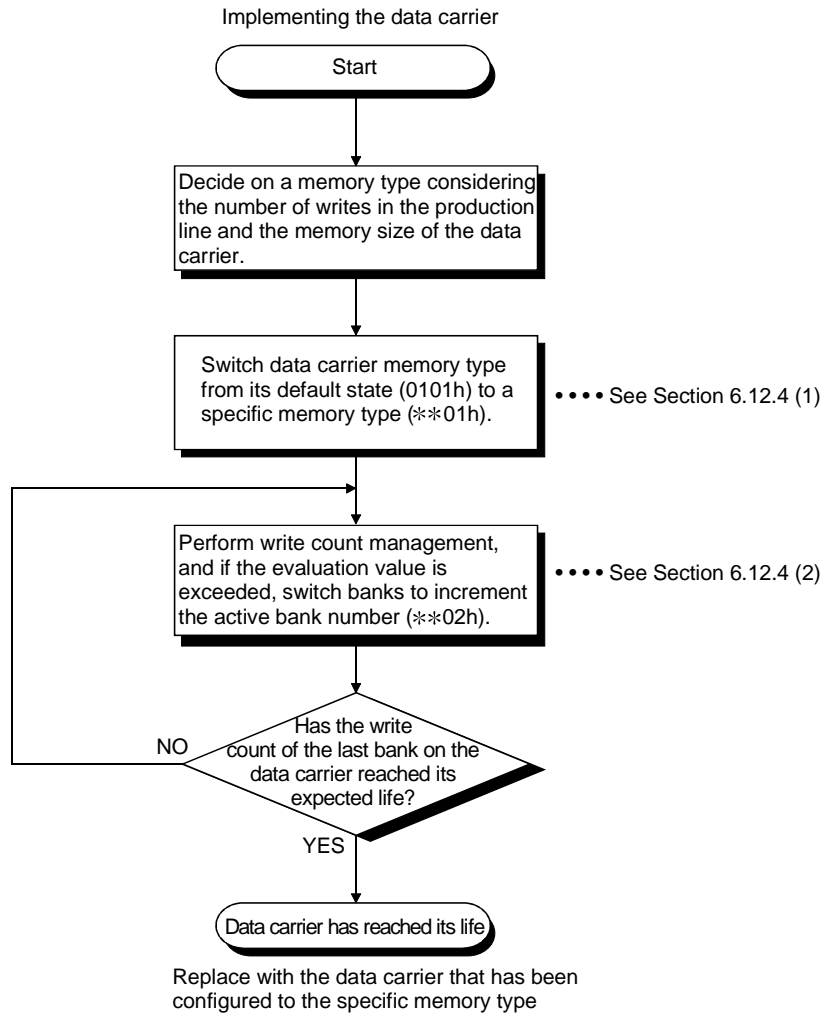 Implementing the data carrier
Start
Decide on a memory type considering
the number of writes in the production
line and the memory size of the data
carrier.
Switch data carrier memory type
from its default state (0101h) to a
specific memory type (**01h).
•••• See Section 6.12.4 (1)
Perform write count management,
and if the evaluation value is
exceeded, switch banks to increment
the active bank number (**02h).
•••• See Section 6.12.4 (2)
Has the write
count of the last bank on the
data carrier reached its
expected life?
NO
YES
Data carrier has reached its life
Replace with the data carrier that has been
configured to the specific memory type